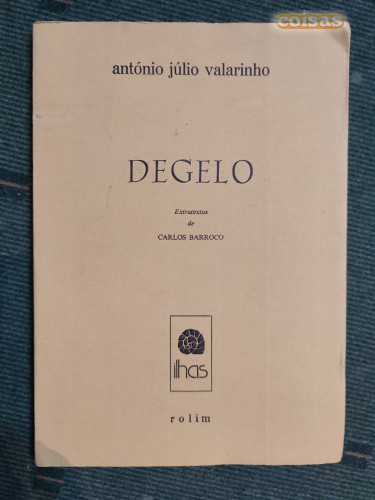 coisas
antónio júlio valarinho
DEGELO
Extratextos
de
CARLOS BARROCO
ilhas
rolim